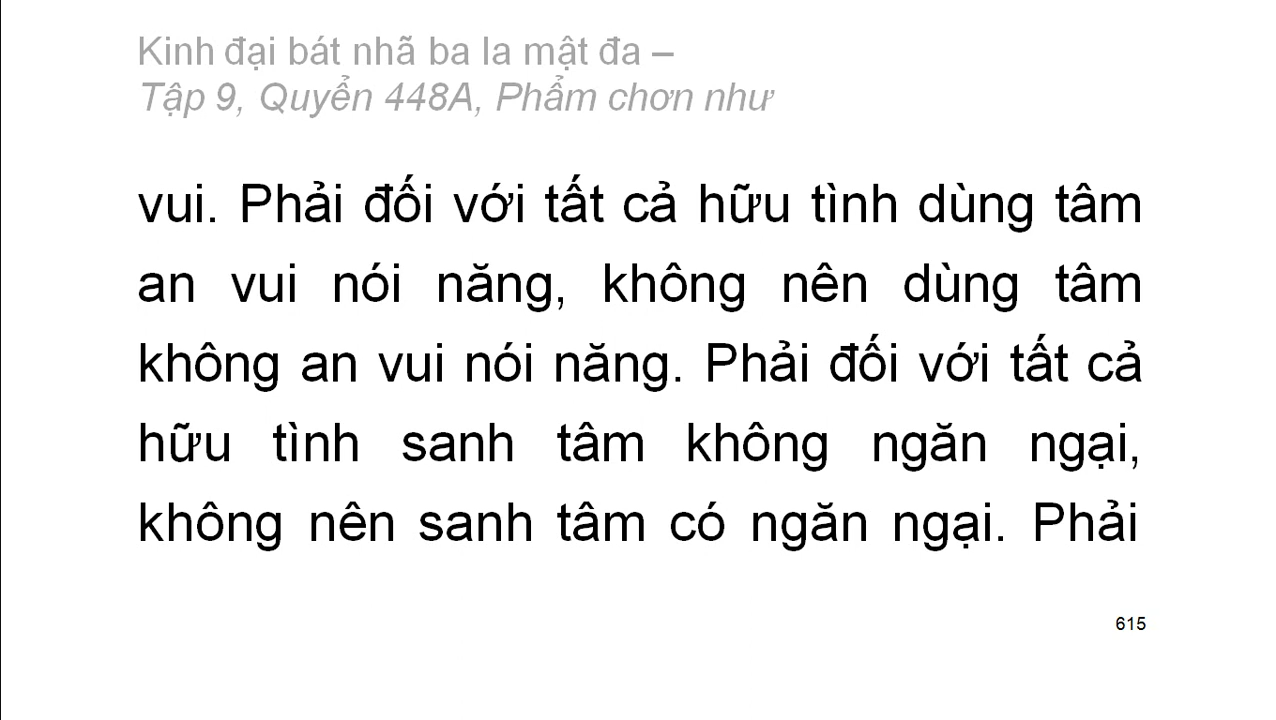 Kinh đại bát nhã ba la mật đa –
Tập 9, Quyển 448A, Phẩm chơn như
vui. Phải đối với tất cả hữu tình dùng tâm
an vui nói năng, không nên dùng tâm
không an vui nói năng. Phải đối với tất cả
hữu tình sanh tâm không ngăn ngại,
không nên sanh tâm có ngăn ngại. Phải
615